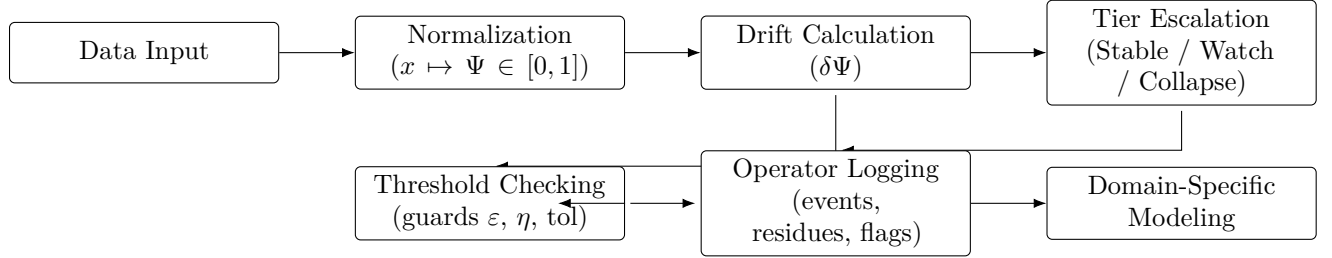 Data Input
Normalization
(x ↦ Ψ ∈ [0, 1])
Drift Calculation
(δΨ)
Tier Escalation
(Stable / Watch
/ Collapse)
Threshold Checking
(guards ε, η, tol)
Operator Logging
(events,
residues, flags)
Domain-Specific
Modeling